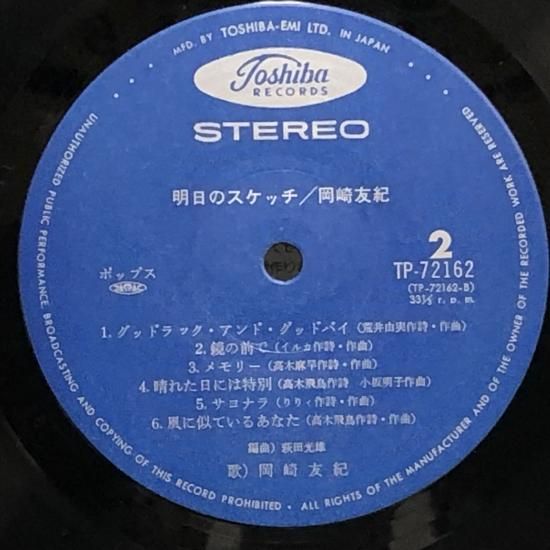 MFD. BY TOSHIBA-EMI LTD. IN JAPAN
Toshiba
RECORDS
STEREO
明日のスケッチ/岡崎友紀
2
TP-72162
(TP-72162-B)
33⅓ r.p.m.
ポップス
1. グッドラック・アンド・グッドバイ (荒井由実作詩・作曲)
2. 鏡の前で (イルカ作詩・作曲)
3. メモリー (高木麻早作詩・作曲)
4. 晴れた日には特別 (高木飛鳥作詩 小坂明子作曲)
5. サヨナラ (りりィ作詩・作曲)
6. 風に似ているあなた (高木飛鳥作詩・作曲)
編曲) 萩田光雄
歌) 岡崎友紀
UNAUTHORIZED PUBLIC PERFORMANCE BROADCASTING AND COPYING OF THIS RECORD PROHIBITED • ALL RIGHTS OF THE MANUFACTURER AND OF THE OWNER OF THE RECORDED WORK ARE RESERVED